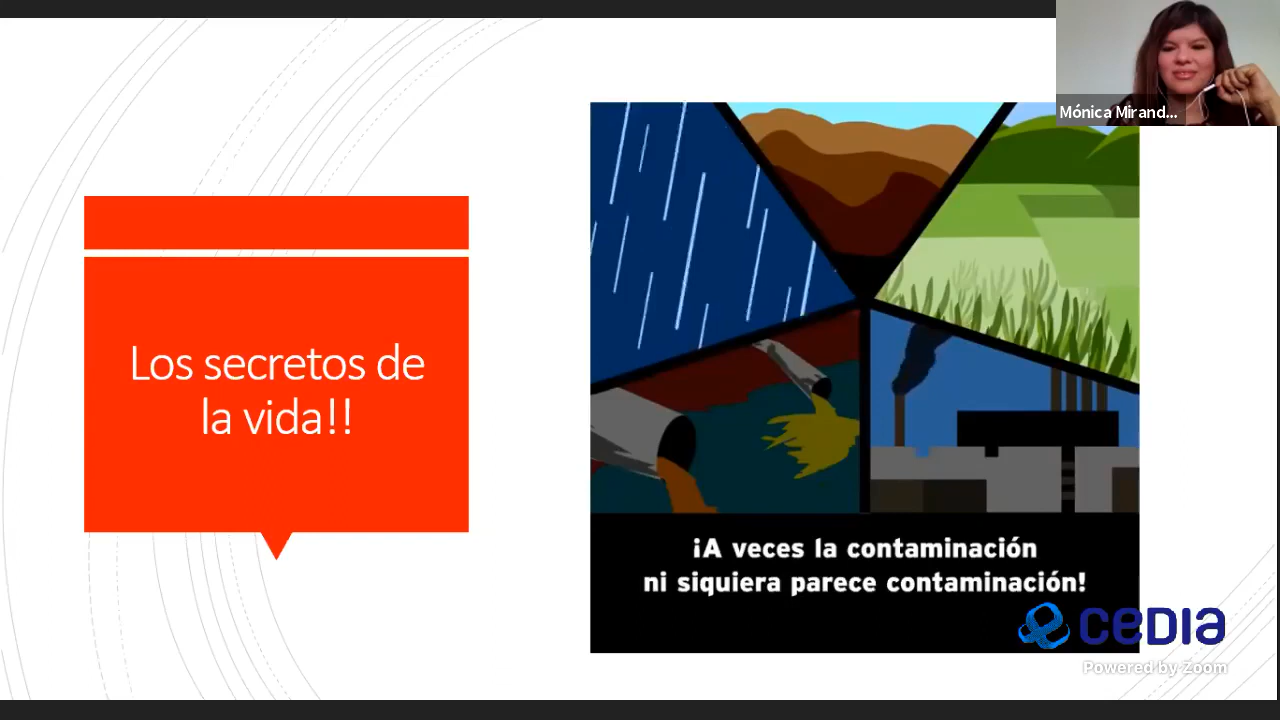 Mónica Mirand...
Los secretos de
la vida!!
¡A veces la contaminación
ni siquiera parece contaminación!
CEDIA
Powered by Zoom